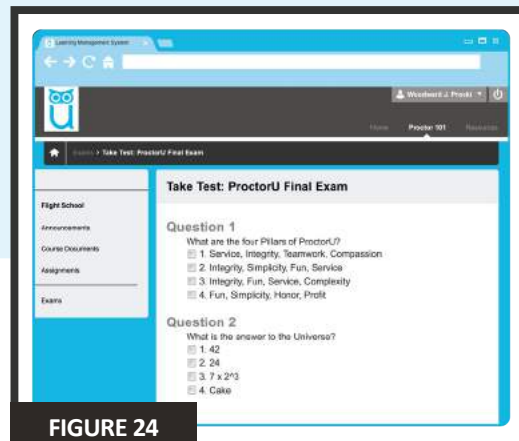 Learning Management System
Woodward J. Proski
Home Proctor 101 Resources
Exams > Take Test: ProctorU Final Exam
Take Test: ProctorU Final Exam
Flight School
Announcements
Course Documents
Assignments
Exams
Question 1
What are the four Pillars of ProctorU?
1. Service, Integrity, Teamwork, Compassion
2. Integrity, Simplicity, Fun, Service
3. Integrity, Fun, Service, Complexity
4. Fun, Simplicity, Honor, Profit
Question 2
What is the answer to the Universe?
1. 42
2. 24
3. 7 x 2^3
4. Cake
FIGURE 24